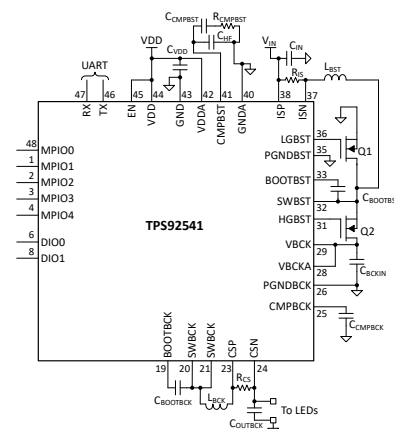 CCMPBST RCMPBST
CHF
VDD
CVDD
VIN CIN
RIS
LBST
UART
47 46 45 44 43 42 41 40 38 37
RX TX EN VDD GND VDDA CMPBST GNDA ISP ISN
48 MPIO0
1 MPIO1
2 MPIO2
3 MPIO3
4 MPIO4
6 DIO0
8 DIO1
TPS92541
LGBST 36
Q1
PGNDBST 35
BOOTBST 33
CBOOTBS
SWBST 32
HGBST 31
Q2
VBCK 29
VBCKA 28
CBCKIN
PGNDBCK 26
CMPBCK 25
CCMPBCK
BOOTBCK SWBCK SWBCK CSP CSN
19 20 21 23 24
CBOOTBCK
LBCK
RCS
To LEDs
COUTBCK